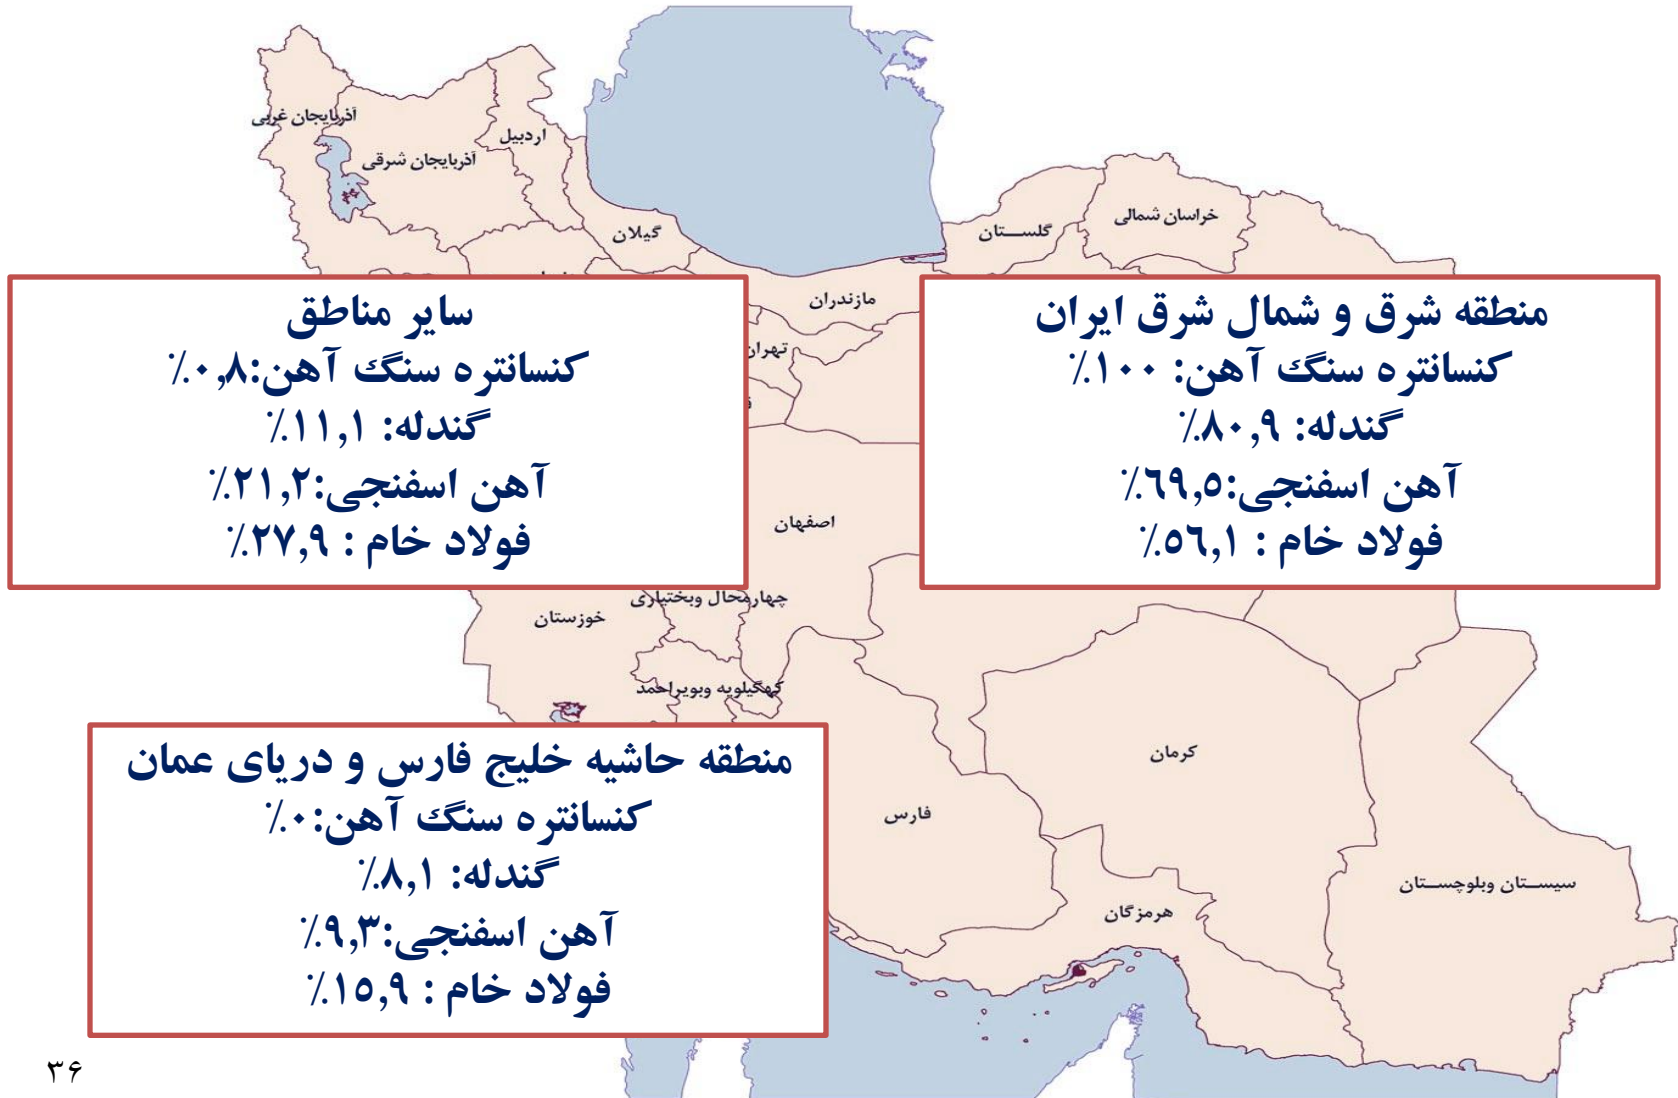 آذربایجان غربی
آذربایجان شرقی
اردبیل
گیلان
گلستان
خراسان شمالی
مازندران
تهران
منطقه شرق و شمال شرق ایران
کنسانتره سنگ آهن: ۱۰۰٪
گندله: ۸۰,۹٪
آهن اسفنجی:۶۹,۵٪
فولاد خام : ۵۶,۱٪
سایر مناطق
کنسانتره سنگ آهن:۰,۸٪
گندله: ۱۱,۱٪
آهن اسفنجی:۲۱,۲٪
فولاد خام : ۲۷,۹٪
اصفهان
چهارمحال وبختیاری
خوزستان
کهگیلویه وبویراحمد
کرمان
فارس
سیستان وبلوچستان
هرمزگان
منطقه حاشیه خلیج فارس و دریای عمان
کنسانتره سنگ آهن:۰٪
گندله: ۸,۱٪
آهن اسفنجی:۹,۳٪
فولاد خام : ۱۵,۹٪
۳۶